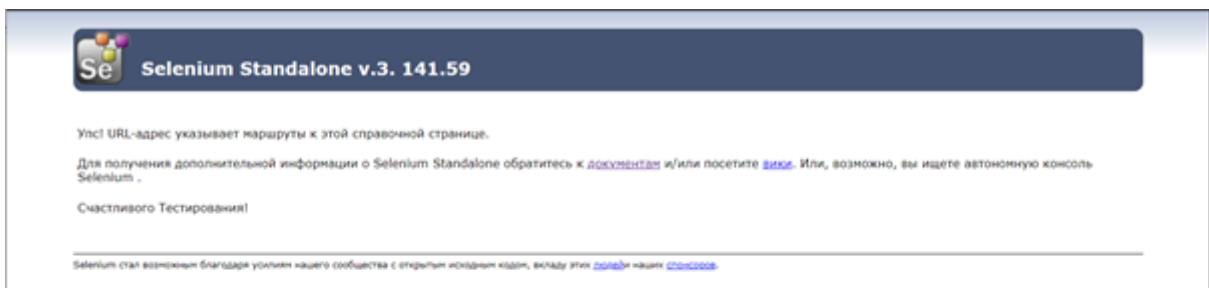 Se
Selenium Standalone v.3. 141.59
Упс! URL-адрес указывает маршруты к этой справочной странице.
Для получения дополнительной информации о Selenium Standalone обратитесь к документам и/или посетите вики. Или, возможно, вы ищете автономную консоль
Selenium .
Счастливого Тестирования!
Selenium стал возможным благодаря усилиям нашего сообщества с открытым исходным кодом, вкладу этих людей и наших спонсоров.